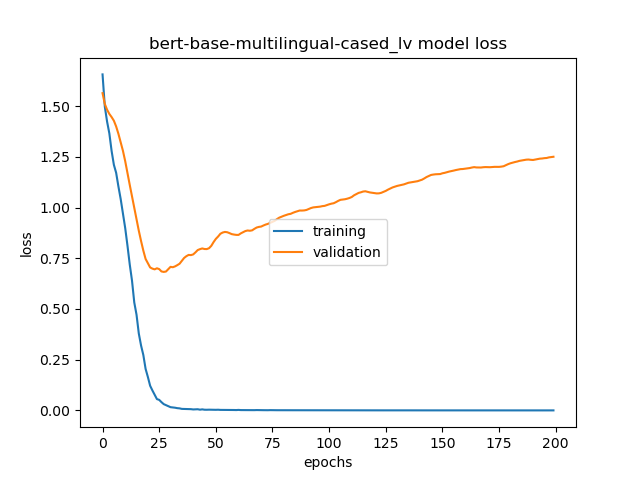 bert-base-multilingual-cased_lv model loss
loss
1.50
1.25
1.00
0.75
0.50
0.25
0.00
training
validation
0 25 50 75 100 125 150 175 200
epochs